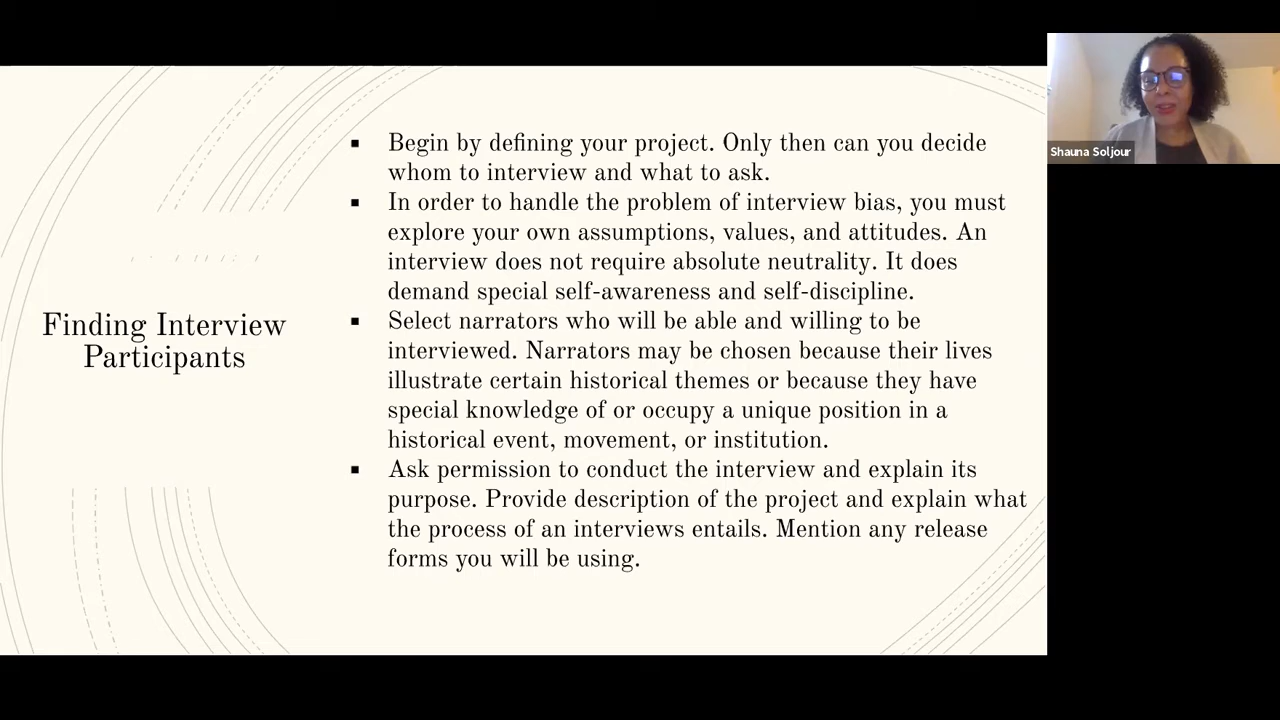 Finding Interview
Participants
▪ Begin by defining your project. Only then can you decide
whom to interview and what to ask.
▪ In order to handle the problem of interview bias, you must
explore your own assumptions, values, and attitudes. An
interview does not require absolute neutrality. It does
demand special self-awareness and self-discipline.
▪ Select narrators who will be able and willing to be
interviewed. Narrators may be chosen because their lives
illustrate certain historical themes or because they have
special knowledge of or occupy a unique position in a
historical event, movement, or institution.
▪ Ask permission to conduct the interview and explain its
purpose. Provide description of the project and explain what
the process of an interviews entails. Mention any release
forms you will be using.
Shauna Soljour